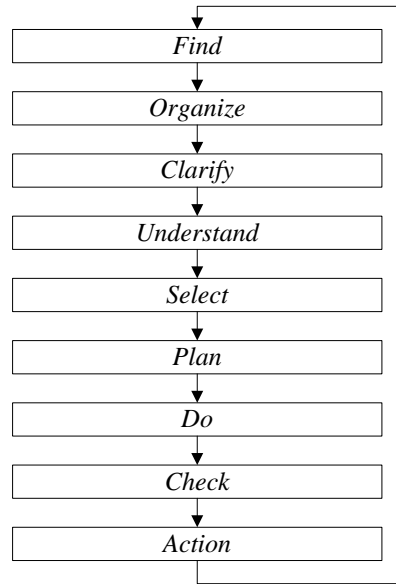 Find
Organize
Clarify
Understand
Select
Plan
Do
Check
Action